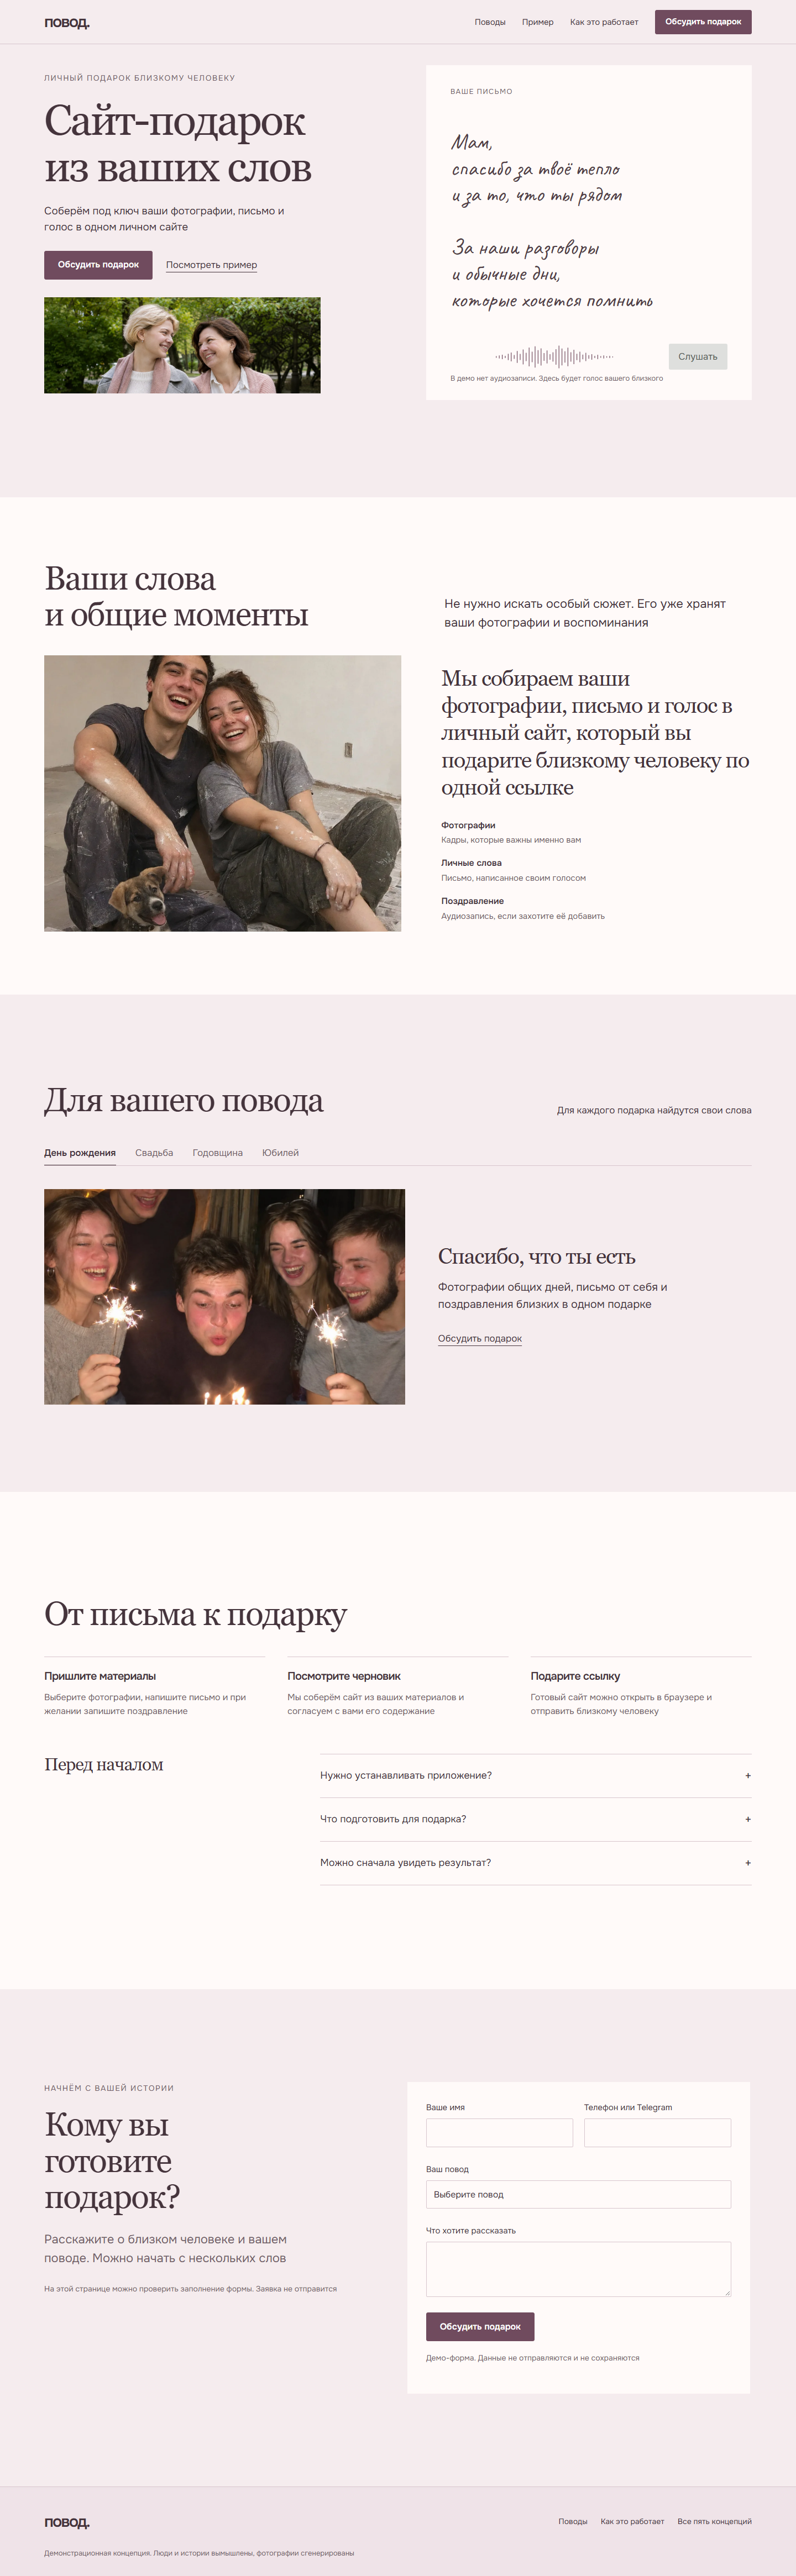 ПОВОД.
Поводы
Пример
Как это работает
Обсудить подарок
ЛИЧНЫЙ ПОДАРОК БЛИЗКОМУ ЧЕЛОВЕКУ
Сайт-подарок
из ваших слов
Соберём под ключ ваши фотографии, письмо и
голос в одном личном сайте
Обсудить подарок
Посмотреть пример
ВАШЕ ПИСЬМО
Мам,
спасибо за твоё тепло
и за то, что ты рядом
За наши разговоры
и обычные дни,
которые хочется помнить
Слушать
В демо нет аудиозаписи. Здесь будет голос вашего близкого
Ваши слова
и общие моменты
Не нужно искать особый сюжет. Его уже хранят
ваши фотографии и воспоминания
Мы собираем ваши
фотографии, письмо и голос в
личный сайт, который вы
подарите близкому человеку по
одной ссылке
Фотографии
Кадры, которые важны именно вам
Личные слова
Письмо, написанное своим голосом
Поздравление
Аудиозапись, если захотите её добавить
Для вашего повода
Для каждого подарка найдутся свои слова
День рождения
Свадьба
Годовщина
Юбилей
Спасибо, что ты есть
Фотографии общих дней, письмо от себя и
поздравления близких в одном подарке
Обсудить подарок
От письма к подарку
Пришлите материалы
Выберите фотографии, напишите письмо и при
желании запишите поздравление
Посмотрите черновик
Мы соберём сайт из ваших материалов и
согласуем с вами его содержание
Подарите ссылку
Готовый сайт можно открыть в браузере и
отправить близкому человеку
Перед началом
Нужно устанавливать приложение?
+
Что подготовить для подарка?
+
Можно сначала увидеть результат?
+
НАЧНЁМ С ВАШЕЙ ИСТОРИИ
Кому вы
готовите
подарок?
Расскажите о близком человеке и вашем
поводе. Можно начать с нескольких слов
На этой странице можно проверить заполнение формы. Заявка не отправится
Ваше имя
Телефон или Telegram
Ваш повод
Выберите повод
Что хотите рассказать
Обсудить подарок
Демо-форма. Данные не отправляются и не сохраняются
ПОВОД.
Поводы
Как это работает
Все пять концепций
Демонстрационная концепция. Люди и истории вымышлены, фотографии сгенерированы